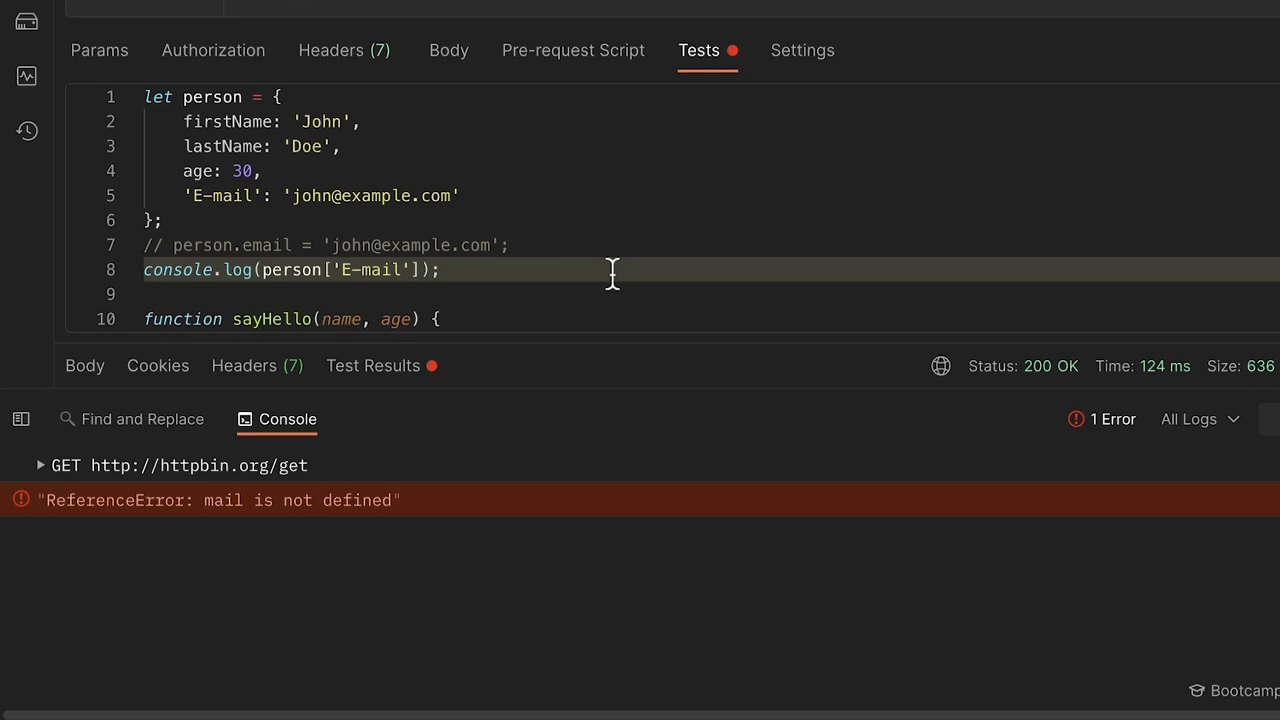 Params Authorization Headers (7) Body Pre-request Script Tests Settings
1 let person = {
2 firstName: 'John',
3 lastName: 'Doe',
4 age: 30,
5 'E-mail': 'john@example.com'
6 };
7 // person.email = 'john@example.com';
8 console.log(person['E-mail']);
9
10 function sayHello(name, age) {
Body Cookies Headers (7) Test Results Status: 200 OK Time: 124 ms Size: 636
Find and Replace Console 1 Error All Logs
GET http://httpbin.org/get
"ReferenceError: mail is not defined"
Bootcamp